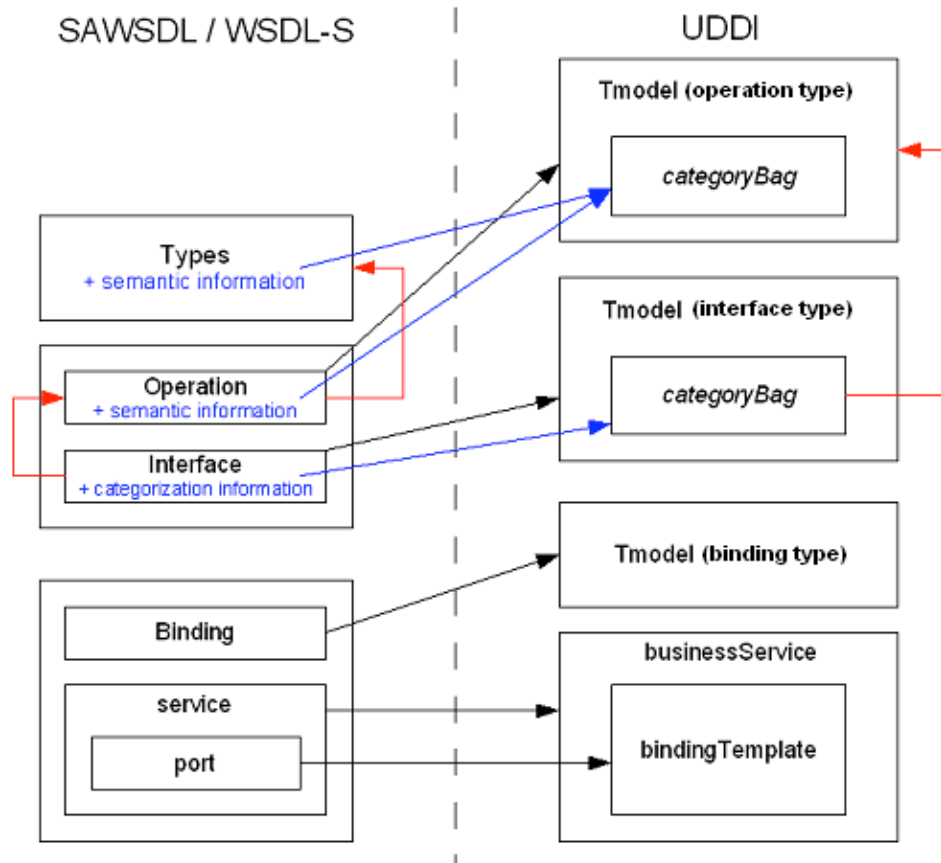 SAWSDL / WSDL-S
Types
+ semantic information
Operation
+ semantic information
Interface
+ categorization information
Binding
service
port
UDDI
Tmodel (operation type)
categoryBag
Tmodel (interface type)
categoryBag
Tmodel (binding type)
businessService
bindingTemplate